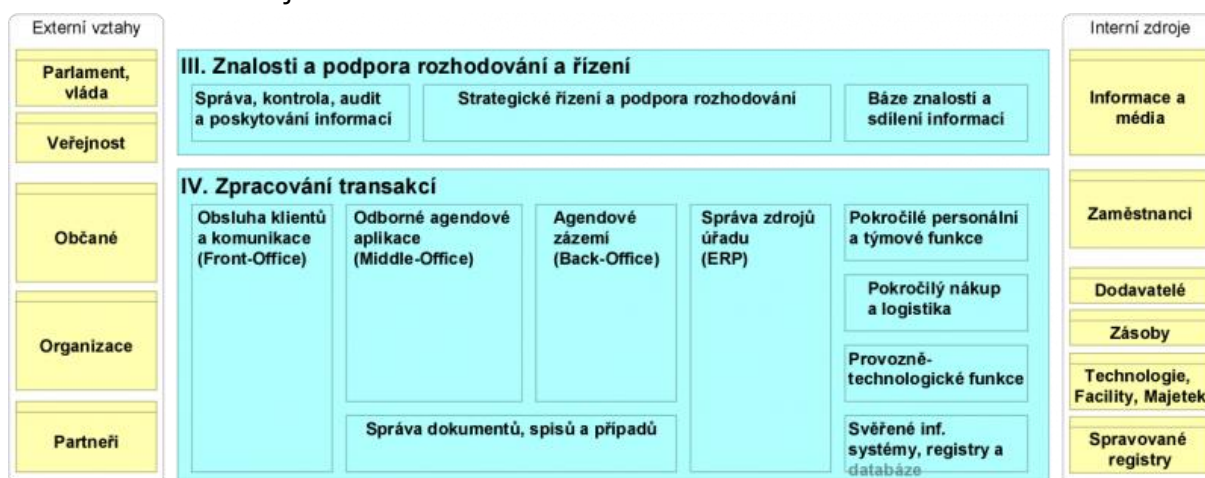 Externí vztahy
Parlament,
vláda
Veřejnost
Občané
Organizace
Partneři
III. Znalosti a podpora rozhodování a řízení
Správa, kontrola, audit
a poskytování informací
Strategické řízení a podpora rozhodování
Báze znalostí a
sdílení informací
IV. Zpracování transakcí
Obsluha klientů
a komunikace
(Front-Office)
Odborné agendové
aplikace
(Middle-Office)
Agendové
zázemí
(Back-Office)
Správa zdrojů
úřadu
(ERP)
Pokročilé personální
a týmové funkce
Pokročilý nákup
a logistika
Provozně-
technologické funkce
Správa dokumentů, spisů a případů
Svěřené inf.
systémy, registry a
databáze
Interní zdroje
Informace a
média
Zaměstnanci
Dodavatelé
Zásoby
Technologie,
Facility, Majetek
Spravované
registry